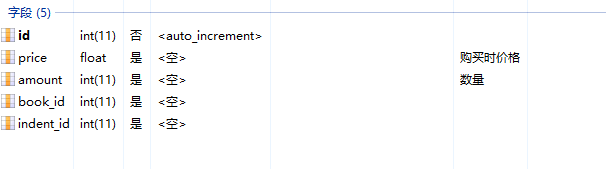 字段 (5)
id int(11) 否 <auto_increment>
price float 是 <空> 购买时价格
amount int(11) 是 <空> 数量
book_id int(11) 是 <空>
indent_id int(11) 是 <空>